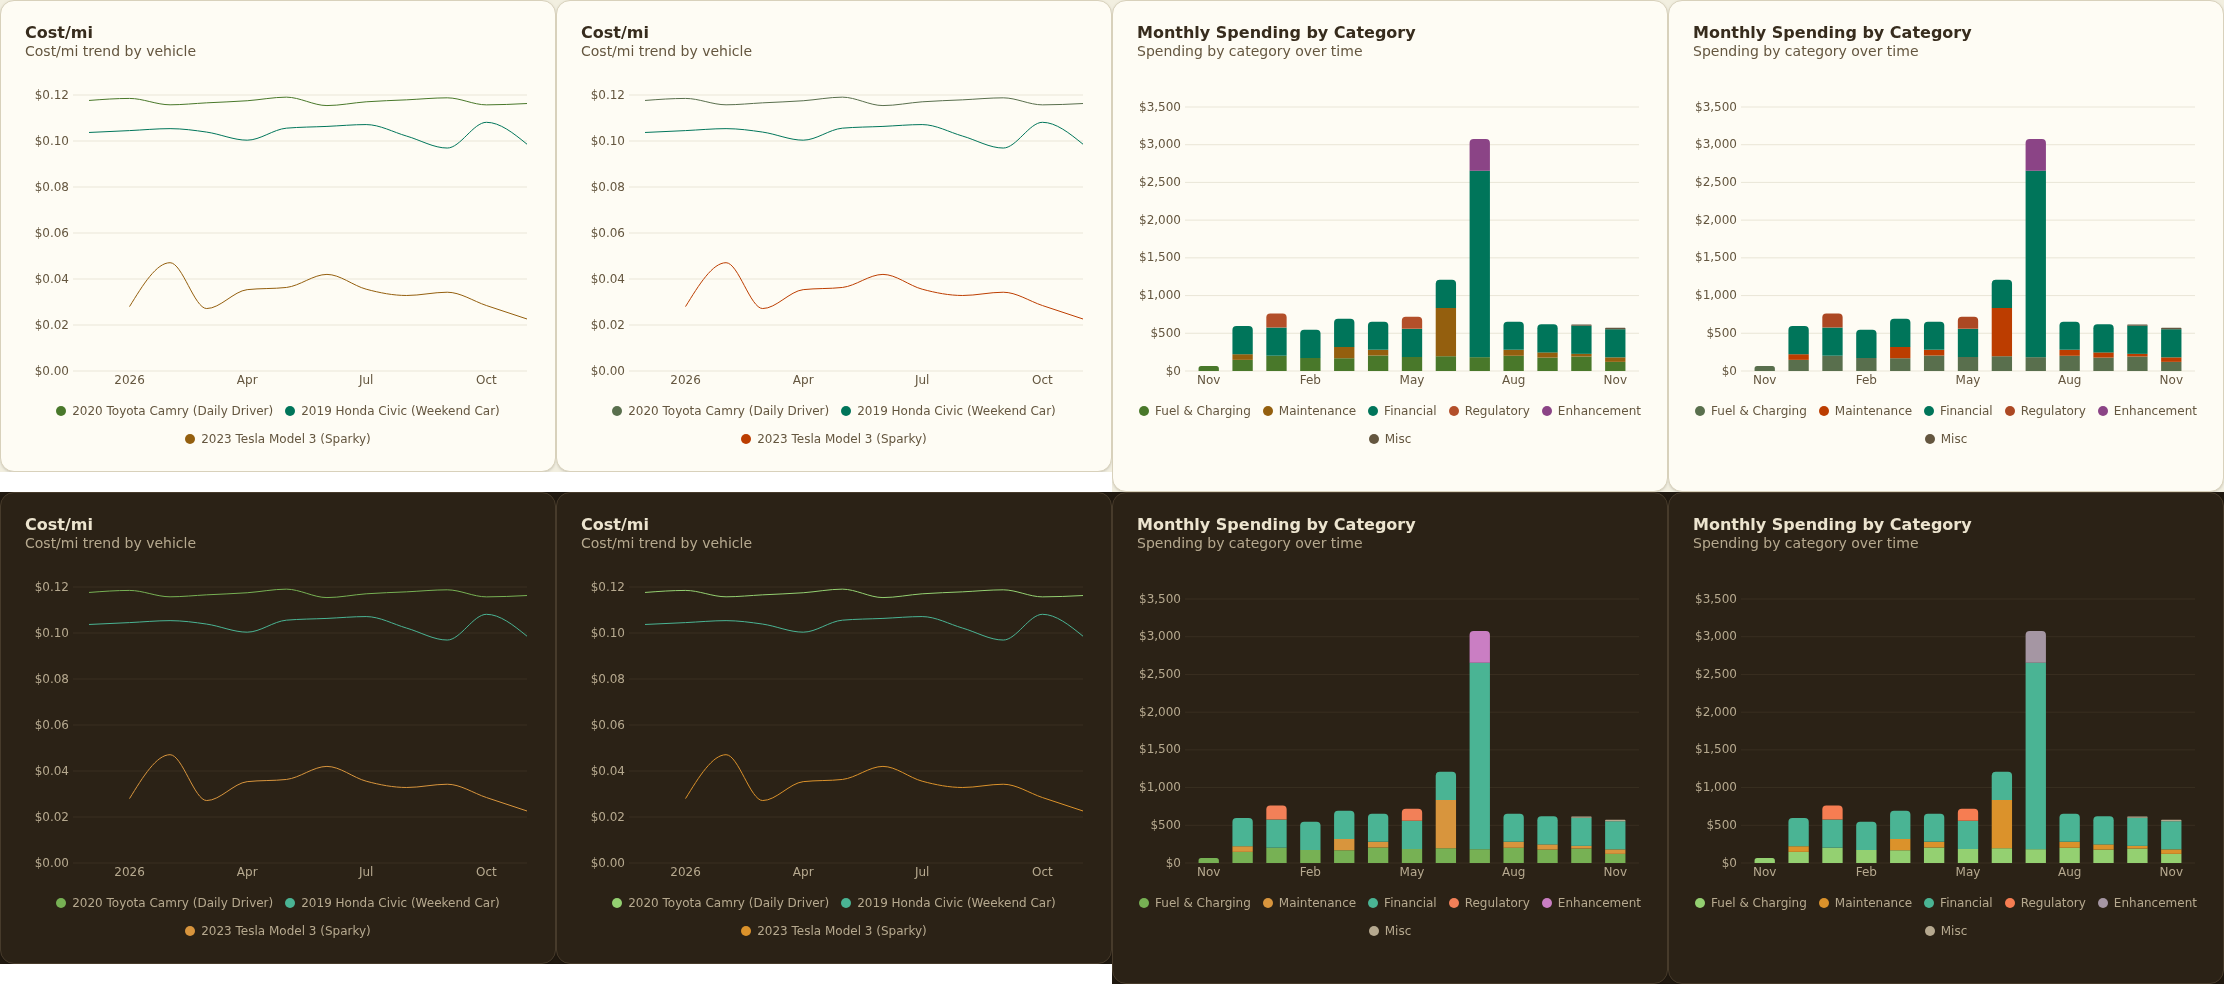 Cost/mi
Cost/mi trend by vehicle
$0.12
$0.10
$0.08
$0.06
$0.04
$0.02
$0.00
2026 Apr Jul Oct
2020 Toyota Camry (Daily Driver) 2019 Honda Civic (Weekend Car)
2023 Tesla Model 3 (Sparky)
Cost/mi
Cost/mi trend by vehicle
$0.12
$0.10
$0.08
$0.06
$0.04
$0.02
$0.00
2026 Apr Jul Oct
2020 Toyota Camry (Daily Driver) 2019 Honda Civic (Weekend Car)
2023 Tesla Model 3 (Sparky)
Monthly Spending by Category
Spending by category over time
$3,500
$3,000
$2,500
$2,000
$1,500
$1,000
$500
$0
Nov Feb May Aug Nov
Fuel & Charging Maintenance Financial Regulatory Enhancement
Misc
Monthly Spending by Category
Spending by category over time
$3,500
$3,000
$2,500
$2,000
$1,500
$1,000
$500
$0
Nov Feb May Aug Nov
Fuel & Charging Maintenance Financial Regulatory Enhancement
Misc
Cost/mi
Cost/mi trend by vehicle
$0.12
$0.10
$0.08
$0.06
$0.04
$0.02
$0.00
2026 Apr Jul Oct
2020 Toyota Camry (Daily Driver) 2019 Honda Civic (Weekend Car)
2023 Tesla Model 3 (Sparky)
Cost/mi
Cost/mi trend by vehicle
$0.12
$0.10
$0.08
$0.06
$0.04
$0.02
$0.00
2026 Apr Jul Oct
2020 Toyota Camry (Daily Driver) 2019 Honda Civic (Weekend Car)
2023 Tesla Model 3 (Sparky)
Monthly Spending by Category
Spending by category over time
$3,500
$3,000
$2,500
$2,000
$1,500
$1,000
$500
$0
Nov Feb May Aug Nov
Fuel & Charging Maintenance Financial Regulatory Enhancement
Misc
Monthly Spending by Category
Spending by category over time
$3,500
$3,000
$2,500
$2,000
$1,500
$1,000
$500
$0
Nov Feb May Aug Nov
Fuel & Charging Maintenance Financial Regulatory Enhancement
Misc